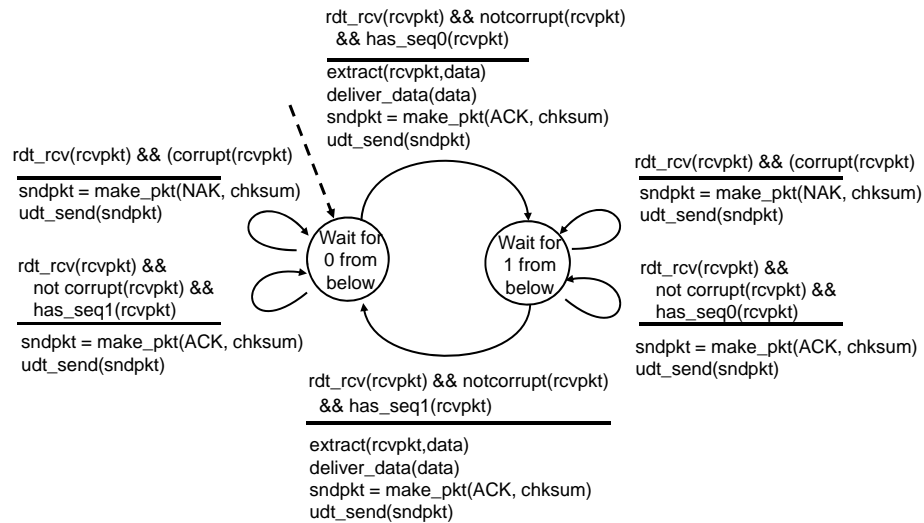 rdt_rcv(rcvpkt) && notcorrupt(rcvpkt)
&& has_seq0(rcvpkt)
extract(rcvpkt,data)
deliver_data(data)
sndpkt = make_pkt(ACK, chksum)
udt_send(sndpkt)
rdt_rcv(rcvpkt) && (corrupt(rcvpkt)
sndpkt = make_pkt(NAK, chksum)
udt_send(sndpkt)
rdt_rcv(rcvpkt) &&
not corrupt(rcvpkt) &&
has_seq1(rcvpkt)
sndpkt = make_pkt(ACK, chksum)
udt_send(sndpkt)
Wait for
0 from
below
Wait for
1 from
below
rdt_rcv(rcvpkt) && (corrupt(rcvpkt)
sndpkt = make_pkt(NAK, chksum)
udt_send(sndpkt)
rdt_rcv(rcvpkt) &&
not corrupt(rcvpkt) &&
has_seq0(rcvpkt)
sndpkt = make_pkt(ACK, chksum)
udt_send(sndpkt)
rdt_rcv(rcvpkt) && notcorrupt(rcvpkt)
&& has_seq1(rcvpkt)
extract(rcvpkt,data)
deliver_data(data)
sndpkt = make_pkt(ACK, chksum)
udt_send(sndpkt)